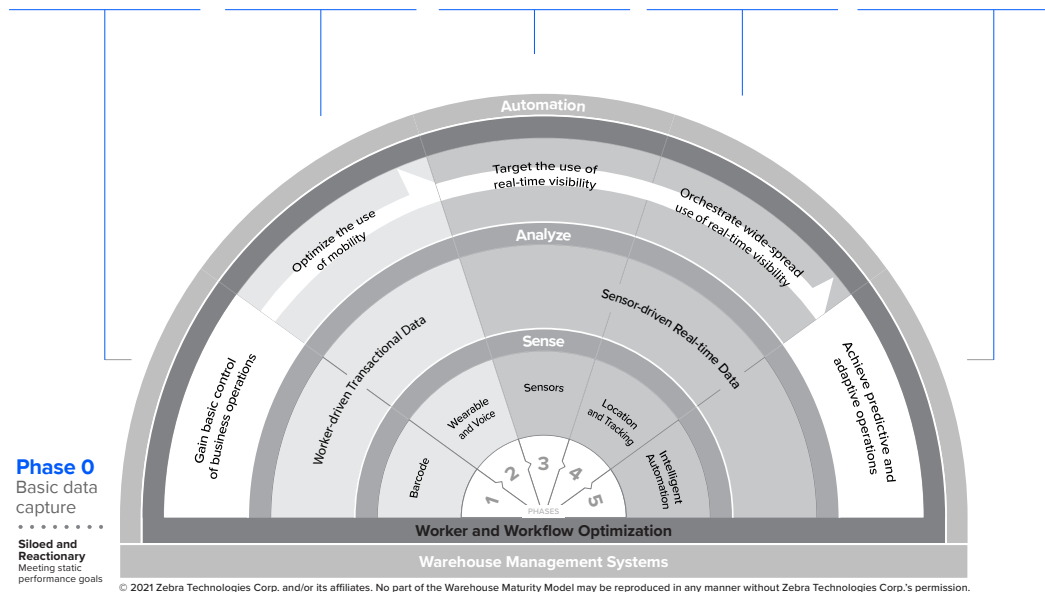 Automation
Target the use of
real-time visibility
Optimize the use
of mobility
Orchestrate wide-spread
use of real-time visibility
Gain basic control
of business operations
Achieve predictive and
adaptive operations
Analyze
Worker-driven Transactional Data
Sensor-driven Real-time Data
Sense
Barcode
Wearable
and Voice
Sensors
Location
and Tracking
Intelligent
Automation
1
2
3
4
5
PHASES
Phase 0
Basic data
capture
Siloed and
Reactionary
Meeting static
performance goals
Worker and Workflow Optimization
Warehouse Management Systems
© 2021 Zebra Technologies Corp. and/or its affiliates. No part of the Warehouse Maturity Model may be reproduced in any manner without Zebra Technologies Corp.'s permission.